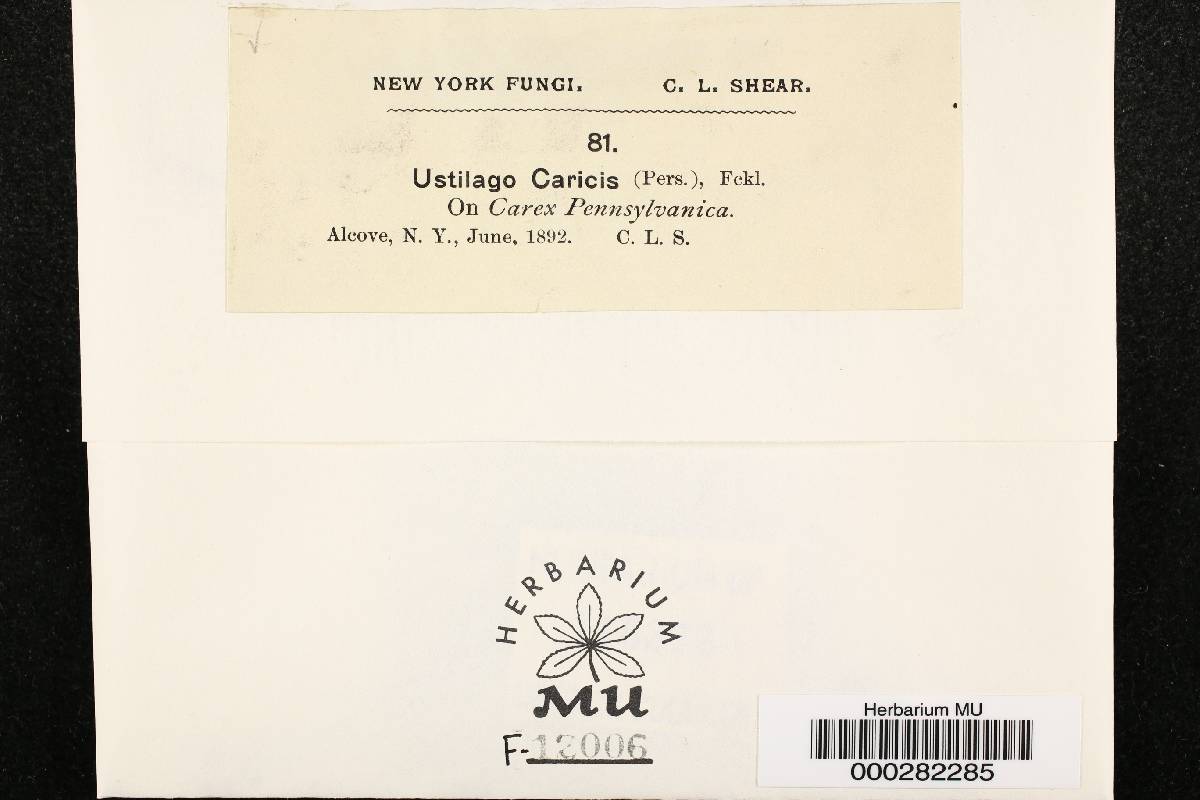 NEW YORK FUNGI. C. L. SHEAR.
81.
Ustilago Caricis (Pers.), Fckl.
On Carex Pennsylvanica.
Alcove, N. Y., June, 1892. C. L. S.
HERBARIUM
MU
F-
Herbarium MU
000282285